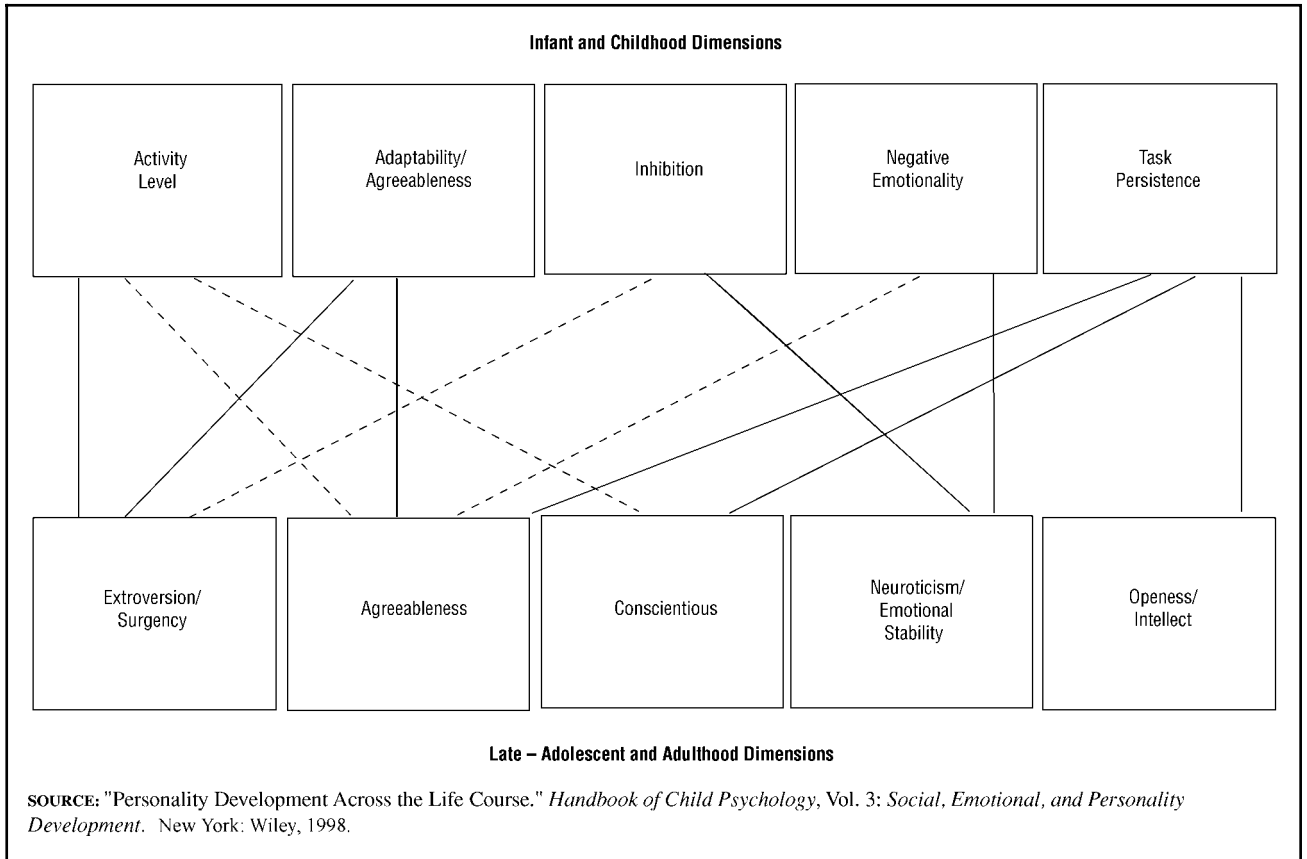 Infant and Childhood Dimensions
Activity
Level
Adaptability/
Agreeableness
Inhibition
Negative
Emotionality
Task
Persistence
Extroversion/
Surgency
Agreeableness
Conscientious
Neuroticism/
Emotional
Stability
Openess/
Intellect
Late – Adolescent and Adulthood Dimensions
SOURCE: "Personality Development Across the Life Course." Handbook of Child Psychology, Vol. 3: Social, Emotional, and Personality
Development. New York: Wiley, 1998.